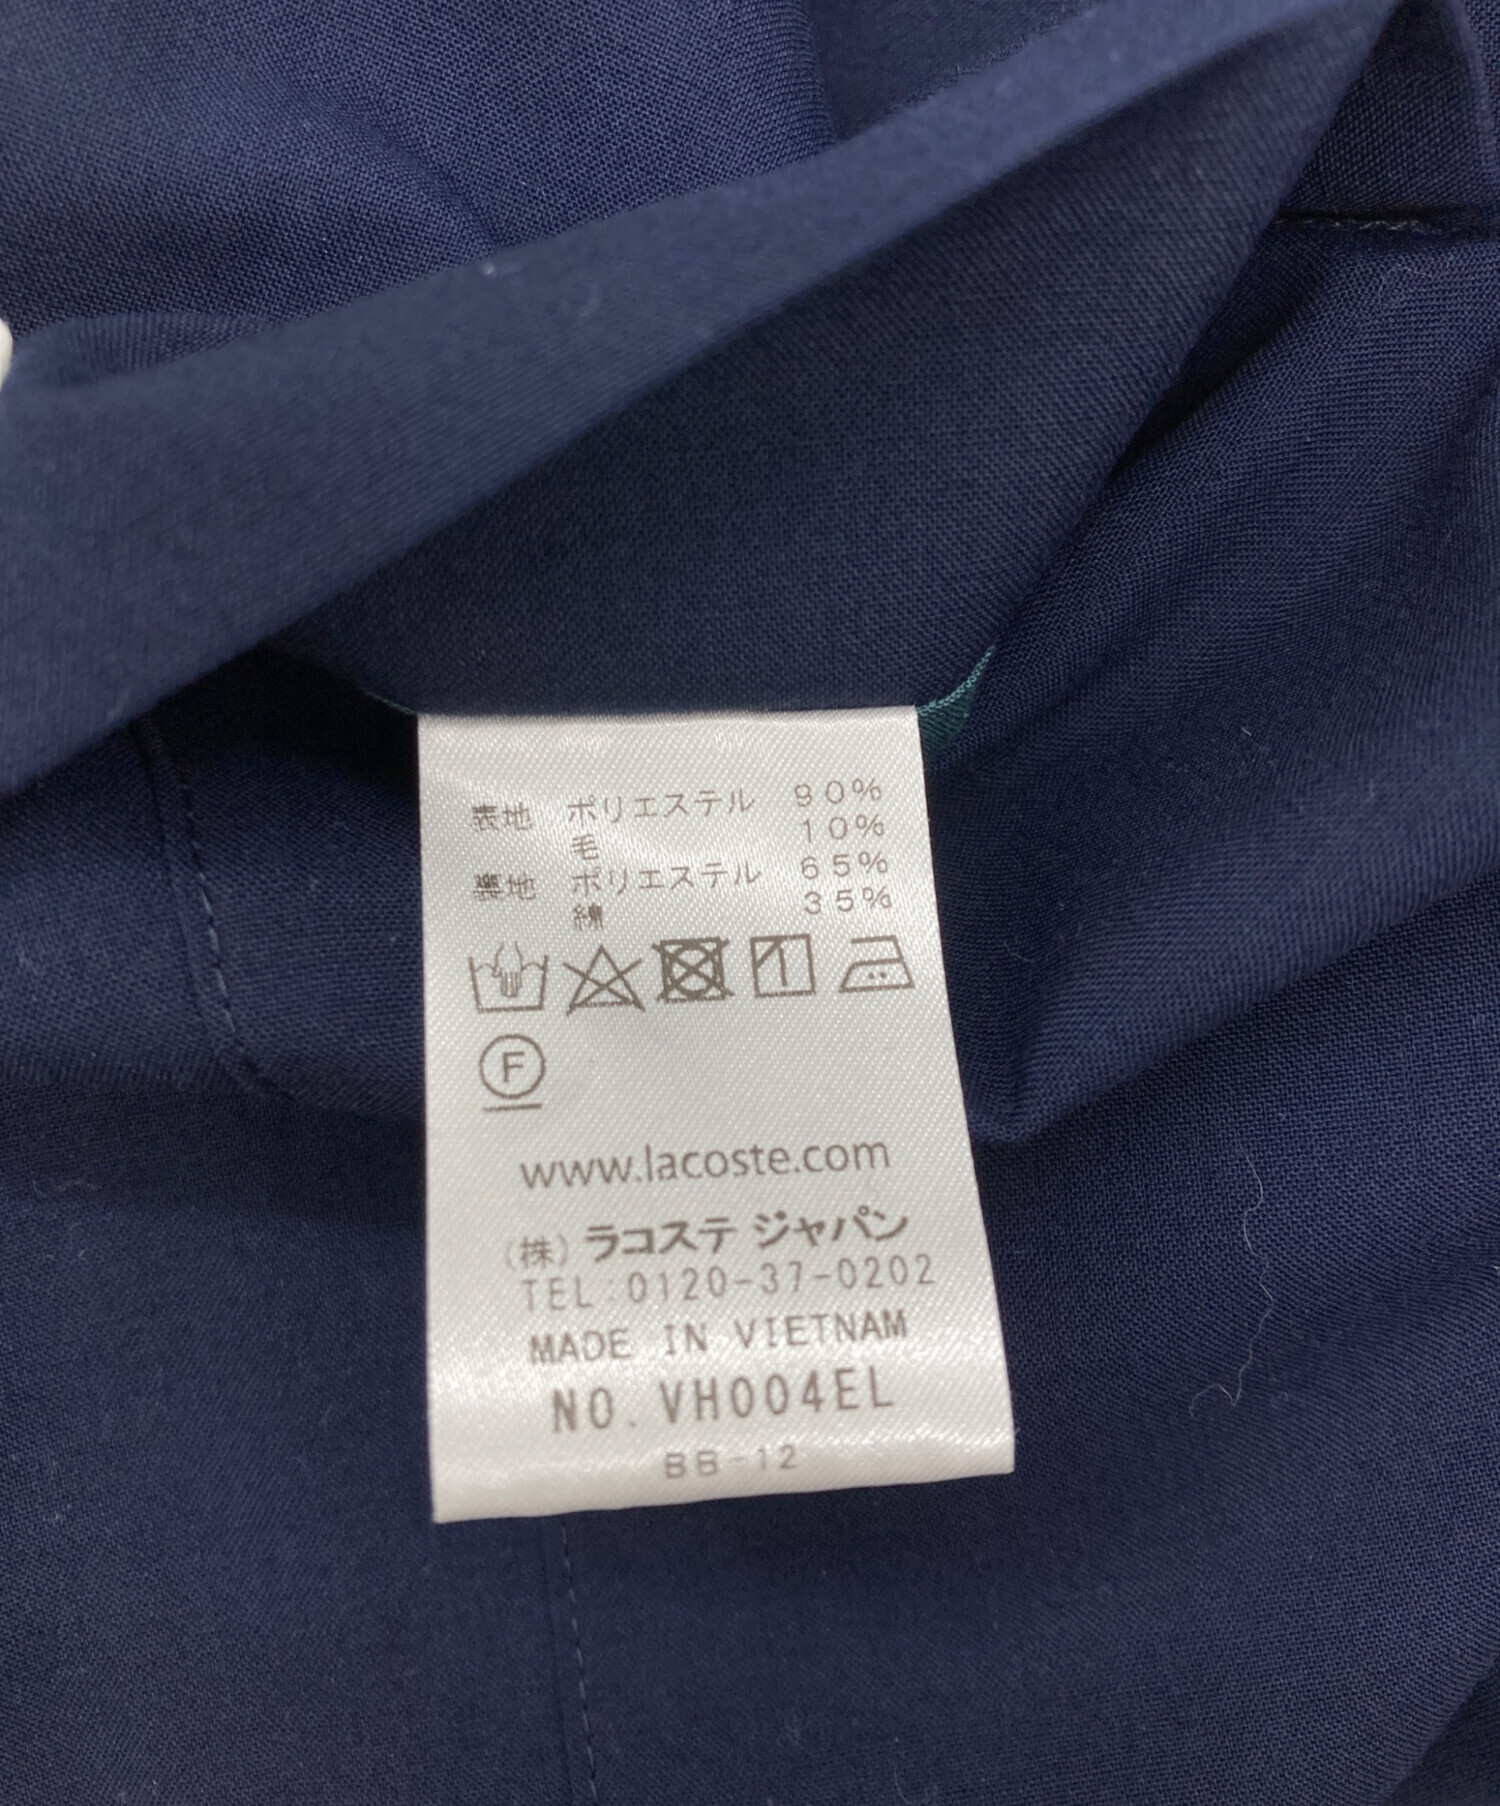 表地 ポリエステル 90%
毛 10%
裏地 ポリエステル 65%
綿 35%
F
www.lacoste.com
(株) ラコステ ジャパン
TEL:0120-37-0202
MADE IN VIETNAM
NO. VH004EL
BB-12